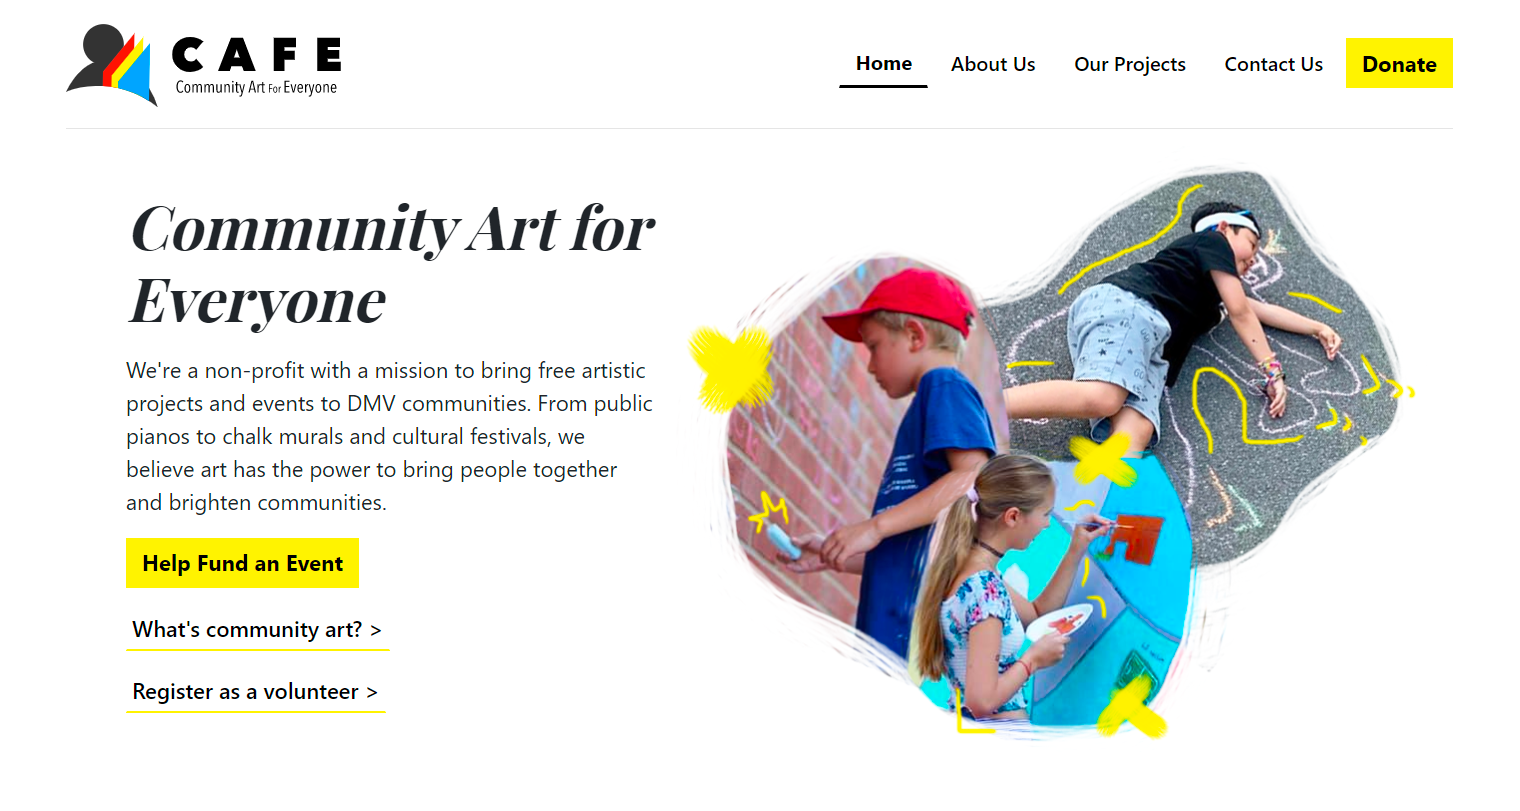 CAFE
Community Art For Everyone
Home About Us Our Projects Contact Us Donate
Community Art for
Everyone
We're a non-profit with a mission to bring free artistic
projects and events to DMV communities. From public
pianos to chalk murals and cultural festivals, we
believe art has the power to bring people together
and brighten communities.
Help Fund an Event
What's community art? >
Register as a volunteer >